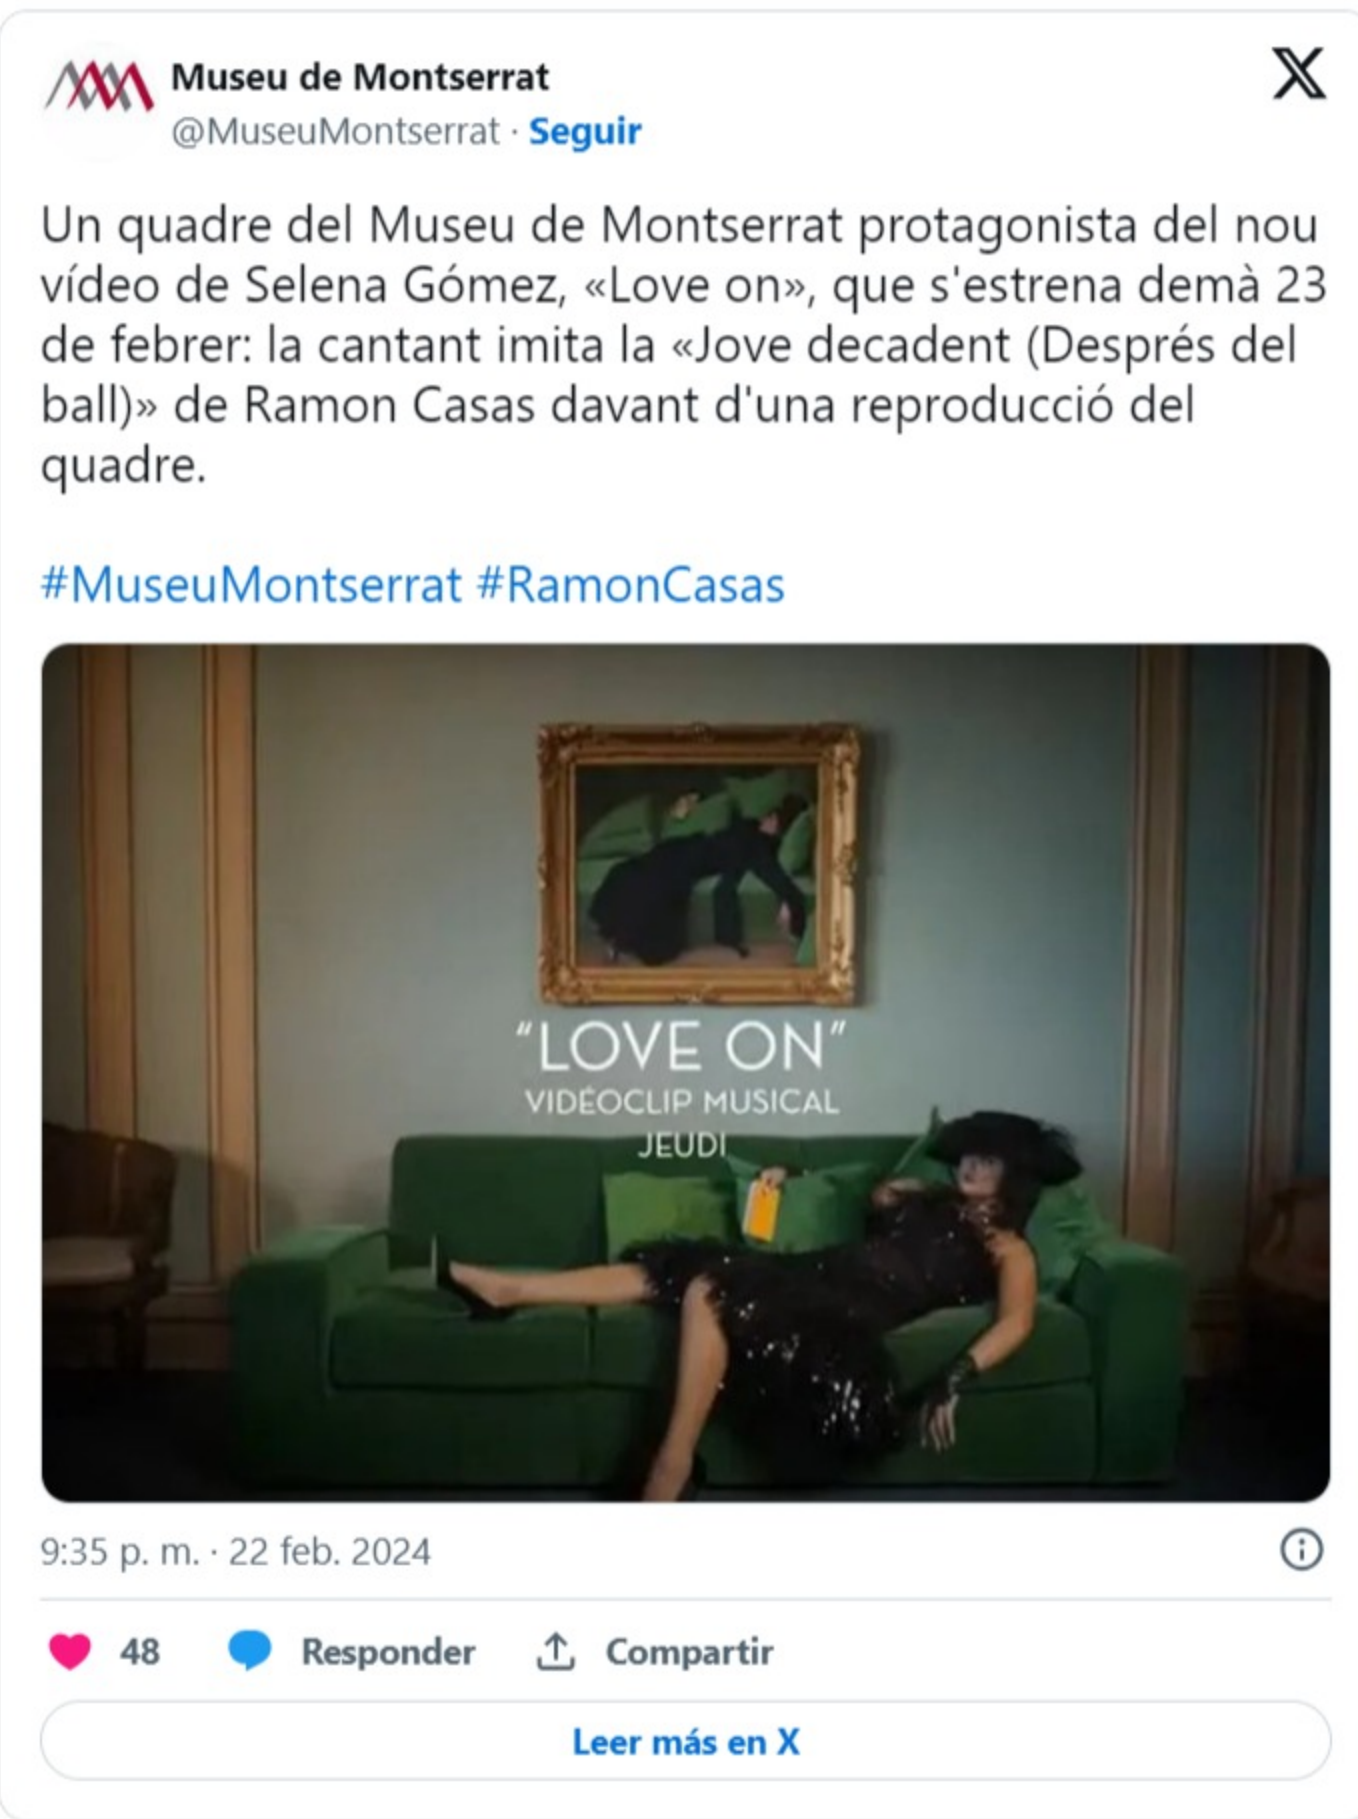 Museu de Montserrat
@MuseuMontserrat · Seguir
Un quadre del Museu de Montserrat protagonista del nou
vídeo de Selena Gómez, «Love on», que s'estrena demà 23
de febrer: la cantant imita la «Jove decadent (Després del
ball)» de Ramon Casas davant d'una reproducció del
quadre.
#MuseuMontserrat #RamonCasas
“LOVE ON”
VIDÉOCLIP MUSICAL
JEUDI
9:35 p. m. · 22 feb. 2024
48 Responder Compartir
Leer más en X